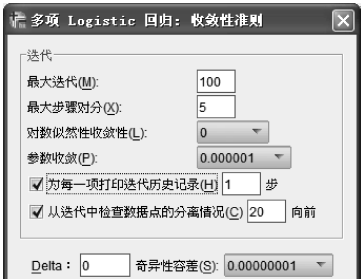 多项 Logistic 回归: 收敛性准则
迭代
最大迭代(M): 100
最大步骤对分(X): 5
对数似然性收敛性(L): 0
参数收敛(P): 0.000001
为每一项打印迭代历史记录(H) 1 步
从迭代中检查数据点的分离情况(C) 20 向前
Delta: 0 奇异性容差(S): 0.00000001